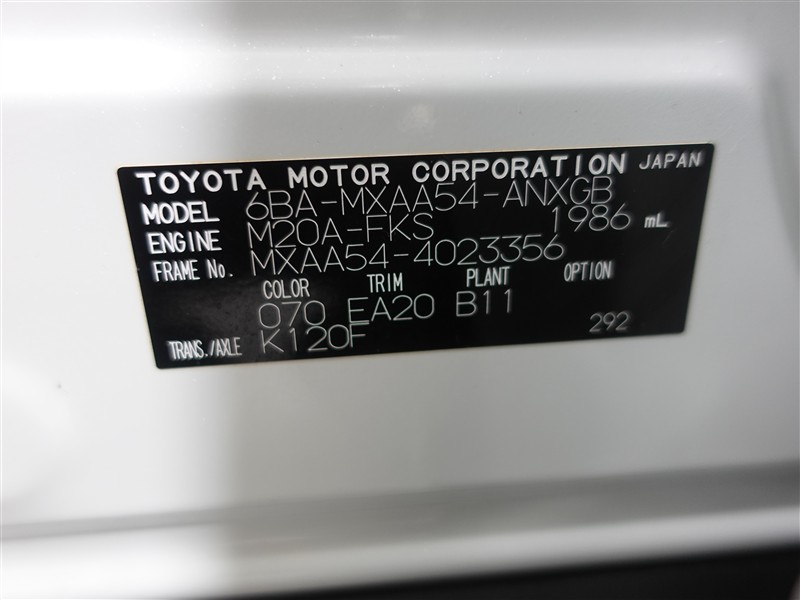 TOYOTA MOTOR CORPORATION JAPAN
MODEL 6BA-MXAA54-ANXGB
ENGINE M20A-FKS 1986 mL
FRAME No. MXAA54-4023356
COLOR TRIM PLANT OPTION
070 EA20 B11
TRANS./AXLE K120F 292